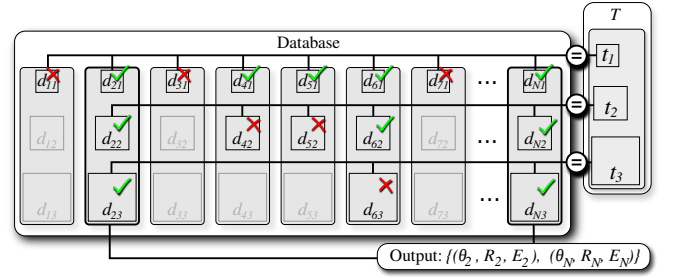 T
Database
d11 d21 d31 d41 d51 d61 d71 ... dN1 = t1
d12 d22 d32 d42 d52 d62 d72 ... dN2 = t2
d13 d23 d33 d43 d53 d63 d73 ... dN3 = t3
Output: {(θ2, R2, E2), (θN, RN, EN)}